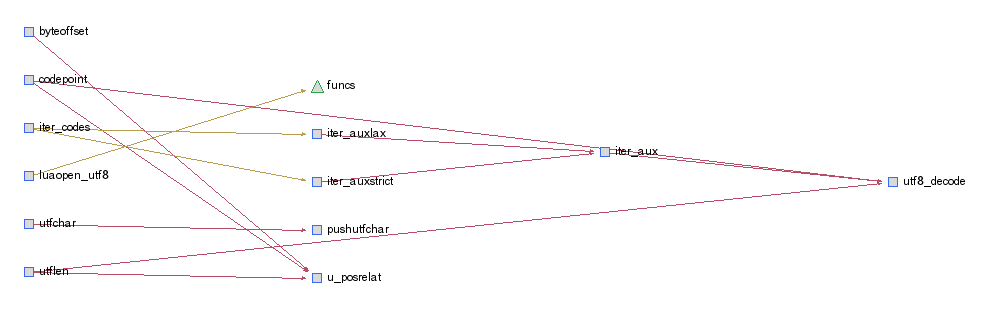 byteoffset
codepoint
iter_codes
luaopen_utf8
utfchar
utflen
funcs
iter_auxlax
iter_auxstrict
pushutfchar
u_posrelat
iter_aux
utf8_decode